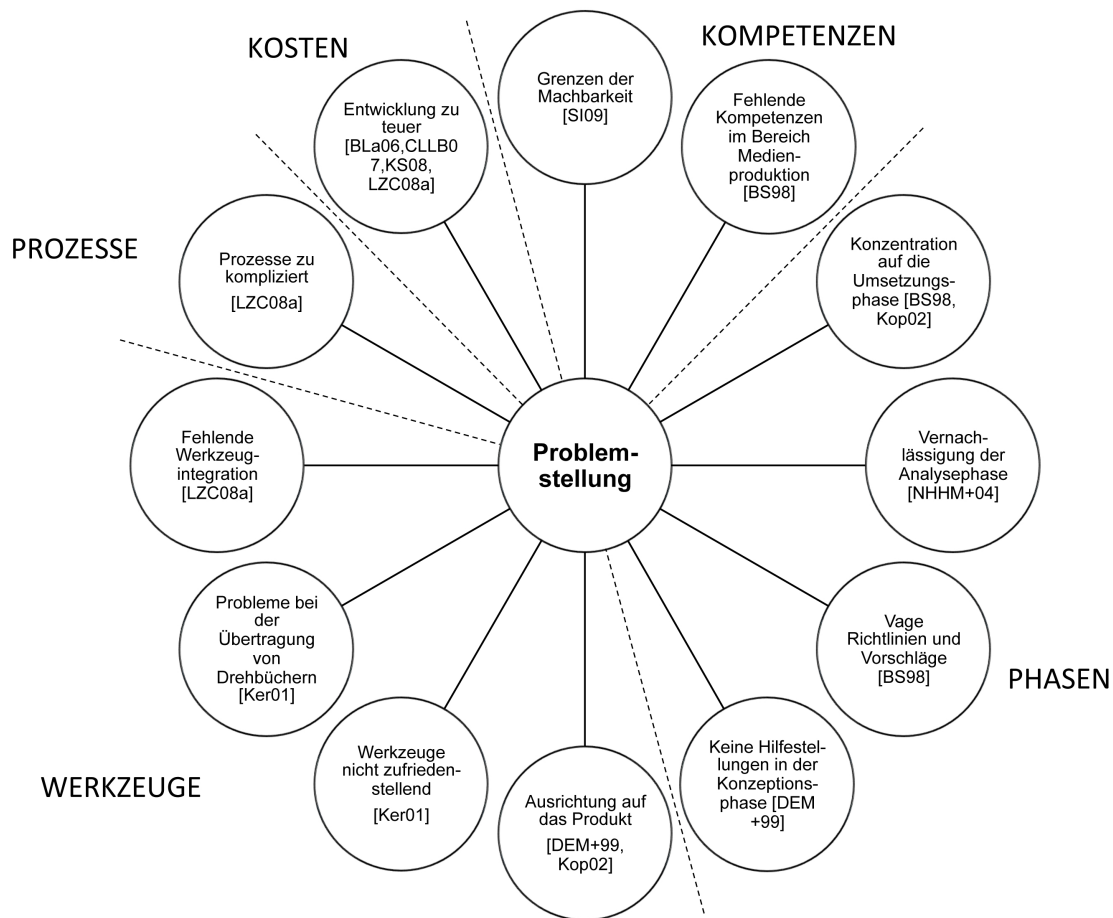 KOSTEN
KOMPETENZEN
Grenzen der
Machbarkeit
[SI09]
Entwicklung zu
teuer
[BLa06,CLLB0
7,KS08,
LZC08a]
Fehlende
Kompetenzen
im Bereich
Medien-
produktion
[BS98]
PROZESSE
Prozesse zu
kompliziert
[LZC08a]
Konzentration
auf die
Umsetzungs-
phase [BS98,
Kop02]
Fehlende
Werkzeug-
integration
[LZC08a]
Problem-
stellung
Vernach-
lässigung der
Analysephase
[NHHM+04]
Probleme bei
der
Übertragung
von
Drehbüchern
[Ker01]
Vage
Richtlinien und
Vorschläge
[BS98]
PHASEN
WERKZEUGE
Werkzeuge
nicht zufrieden-
stellend
[Ker01]
Ausrichtung auf
das Produkt
[DEM+99,
Kop02]
Keine Hilfestel-
lungen in der
Konzeptions-
phase [DEM
+99]